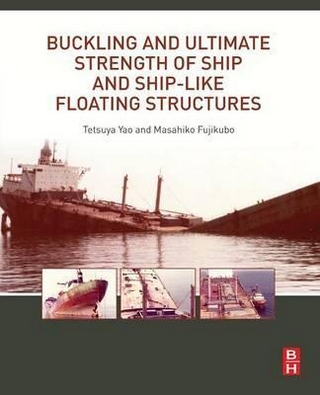 BUCKLING AND ULTIMATE
STRENGTH OF SHIP
AND SHIP-LIKE
FLOATING STRUCTURES
Tetsuya Yao and Masahiko Fujikubo
B
H